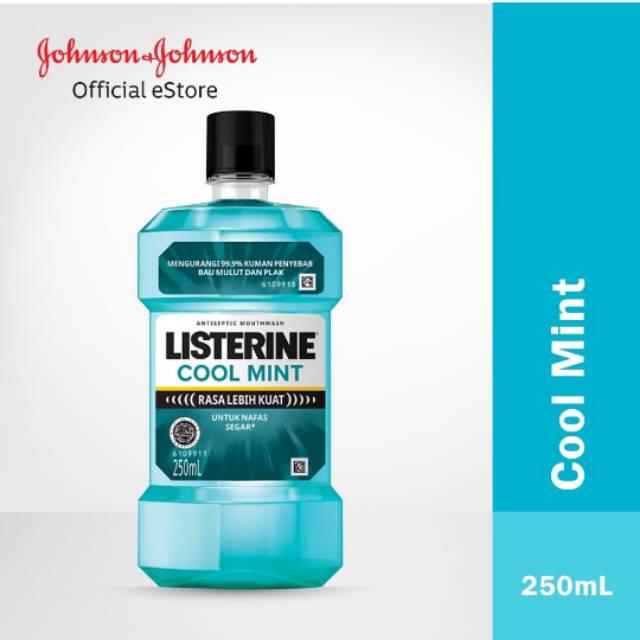 Johnson & Johnson
Official eStore
MENGURANGI 99.9% KUMAN PENYEBAB
BAU MULUT DAN PLAK
6109918
ANTISEPTIC MOUTHWASH
LISTERINE
COOL MINT
((((( RASA LEBIH KUAT )))))
UNTUK NAFAS
SEGAR*
6109911
250mL
Cool Mint
250mL